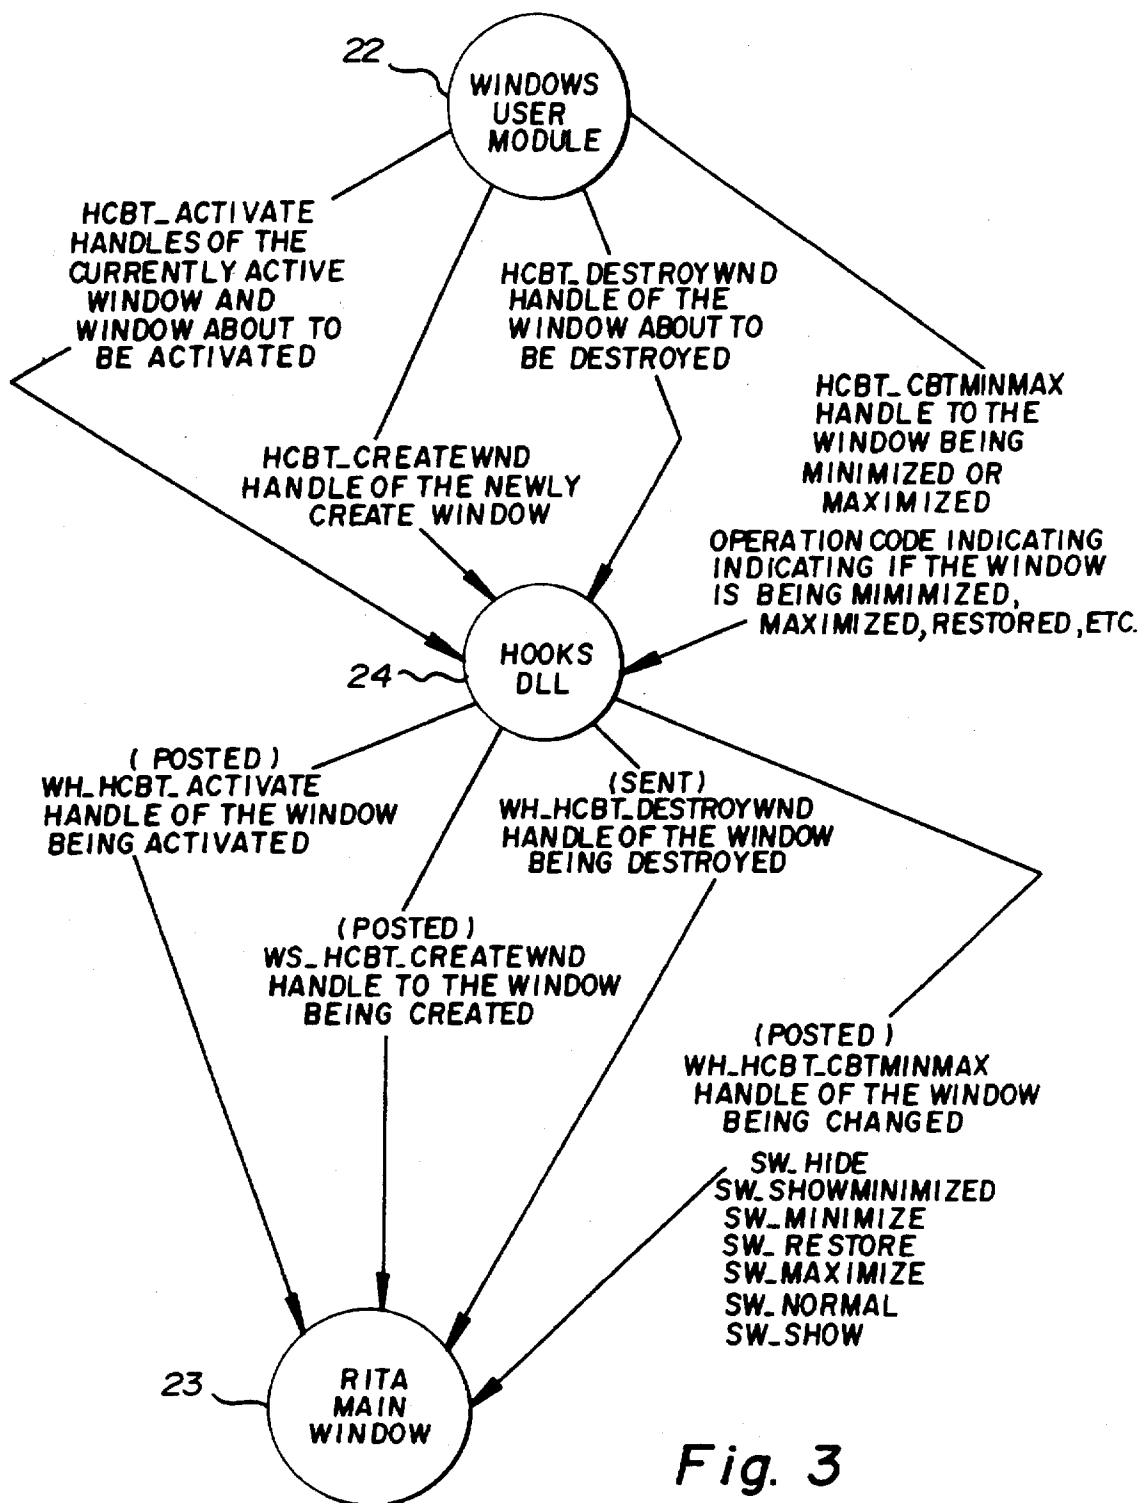 22
WINDOWS
USER
MODULE
HCBT_ACTIVATE
HANDLES OF THE
CURRENTLY ACTIVE
WINDOW AND
WINDOW ABOUT TO
BE ACTIVATED
HCBT_DESTROYWND
HANDLE OF THE
WINDOW ABOUT TO
BE DESTROYED
HCBT_CBTMINMAX
HANDLE TO THE
WINDOW BEING
MINIMIZED OR
MAXIMIZED
HCBT_CREATEWND
HANDLE OF THE NEWLY
CREATE WINDOW
OPERATION CODE INDICATING
INDICATING IF THE WINDOW
IS BEING MIMIMIZED,
MAXIMIZED, RESTORED, ETC.
24
HOOKS
DLL
(POSTED)
WH_HCBT_ACTIVATE
HANDLE OF THE WINDOW
BEING ACTIVATED
(SENT)
WH_HCBT_DESTROYWND
HANDLE OF THE WINDOW
BEING DESTROYED
(POSTED)
WS_HCBT_CREATEWND
HANDLE TO THE WINDOW
BEING CREATED
(POSTED)
WH_HCBT_CBTMINMAX
HANDLE OF THE WINDOW
BEING CHANGED
SW_HIDE
SW_SHOWMINIMIZED
SW_MINIMIZE
SW_RESTORE
SW_MAXIMIZE
SW_NORMAL
SW_SHOW
23
RITA
MAIN
WINDOW
Fig. 3